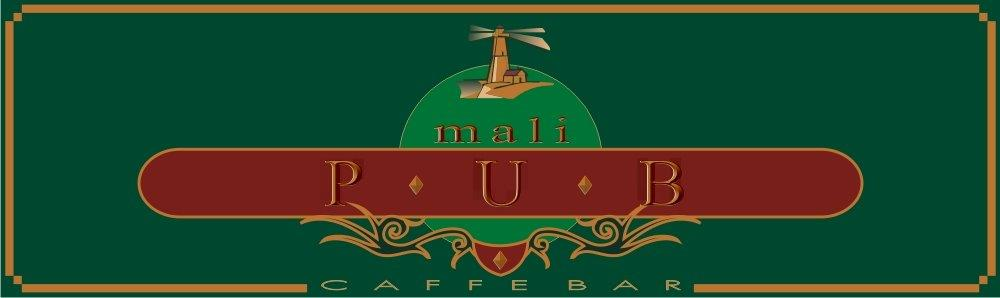 mali
P · U · B
CAFFE BAR